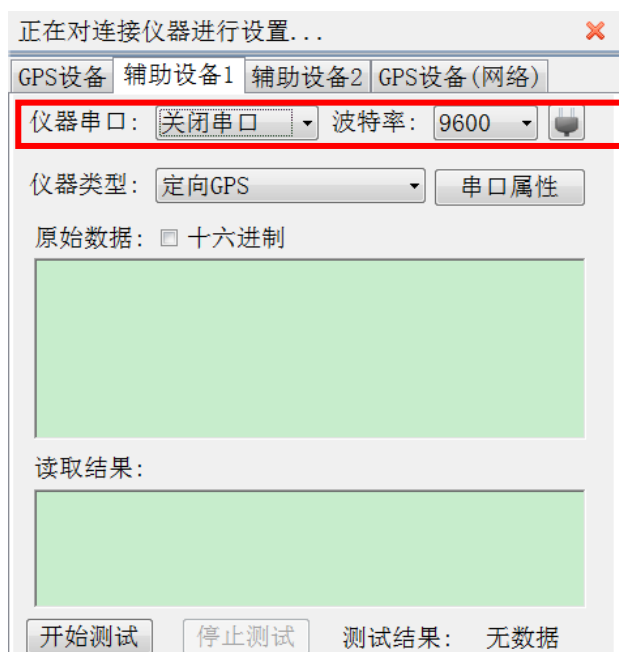 正在对连接仪器进行设置...
GPS设备 辅助设备1 辅助设备2 GPS设备(网络)
仪器串口: 关闭串口 波特率: 9600
仪器类型: 定向GPS 串口属性
原始数据: 十六进制
读取结果:
开始测试 停止测试 测试结果: 无数据